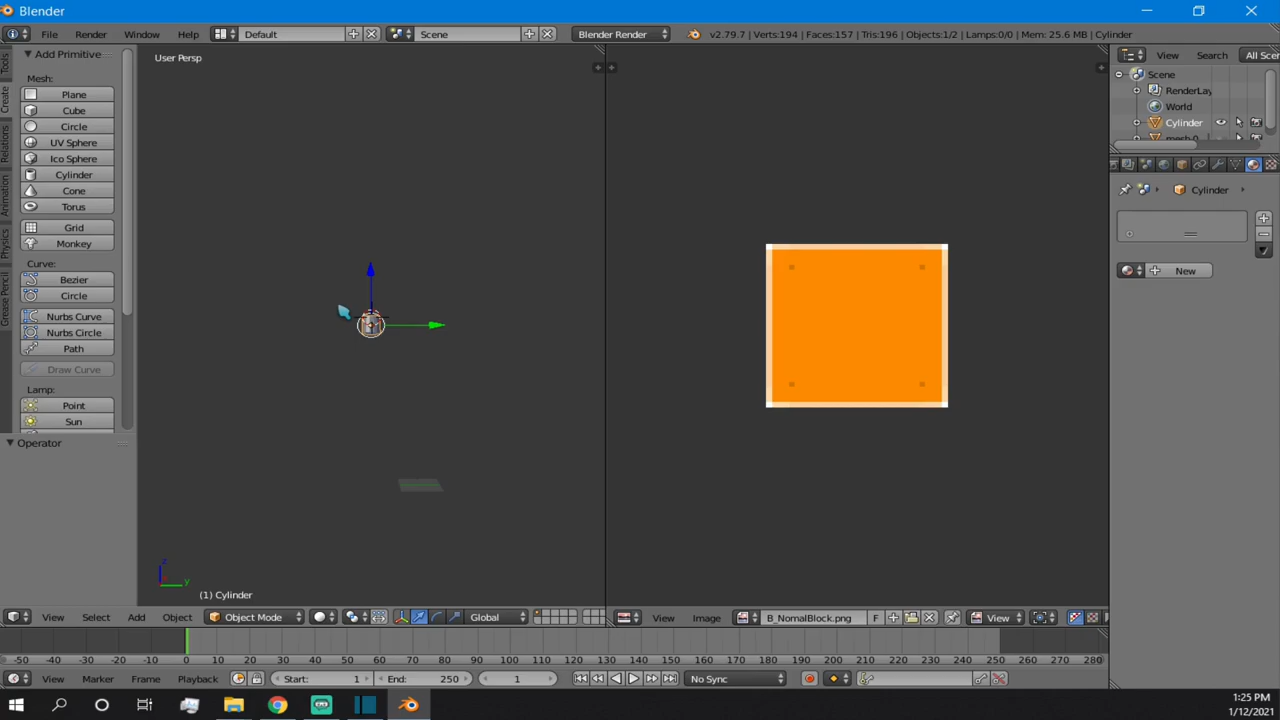 Blender
File Render Window Help Default Scene Blender Render v2.79.7 | Verts:194 | Faces:157 | Tris:196 | Objects:1/2 | Lamps:0/0 | Mem: 25.6 MB | Cylinder
Tools
Create
Relations
Animation
Physics
Grease Pencil
Add Primitive
Mesh:
Plane
Cube
Circle
UV Sphere
Ico Sphere
Cylinder
Cone
Torus
Grid
Monkey
Curve:
Bezier
Circle
Nurbs Curve
Nurbs Circle
Path
Draw Curve
Lamp:
Point
Sun
Operator
User Persp
z
y
(1) Cylinder
View Select Add Object Object Mode Global
View Image B_NomalBlock.png F View
View Search All Scen
Scene
RenderLay
World
Cylinder
mesh 0
Cylinder
New
-50 -40 -30 -20 -10 0 10 20 30 40 50 60 70 80 90 100 110 120 130 140 150 160 170 180 190 200 210 220 230 240 250 260 270 280
View Marker Frame Playback Start: 1 End: 250 1 No Sync
1:25 PM
1/12/2021